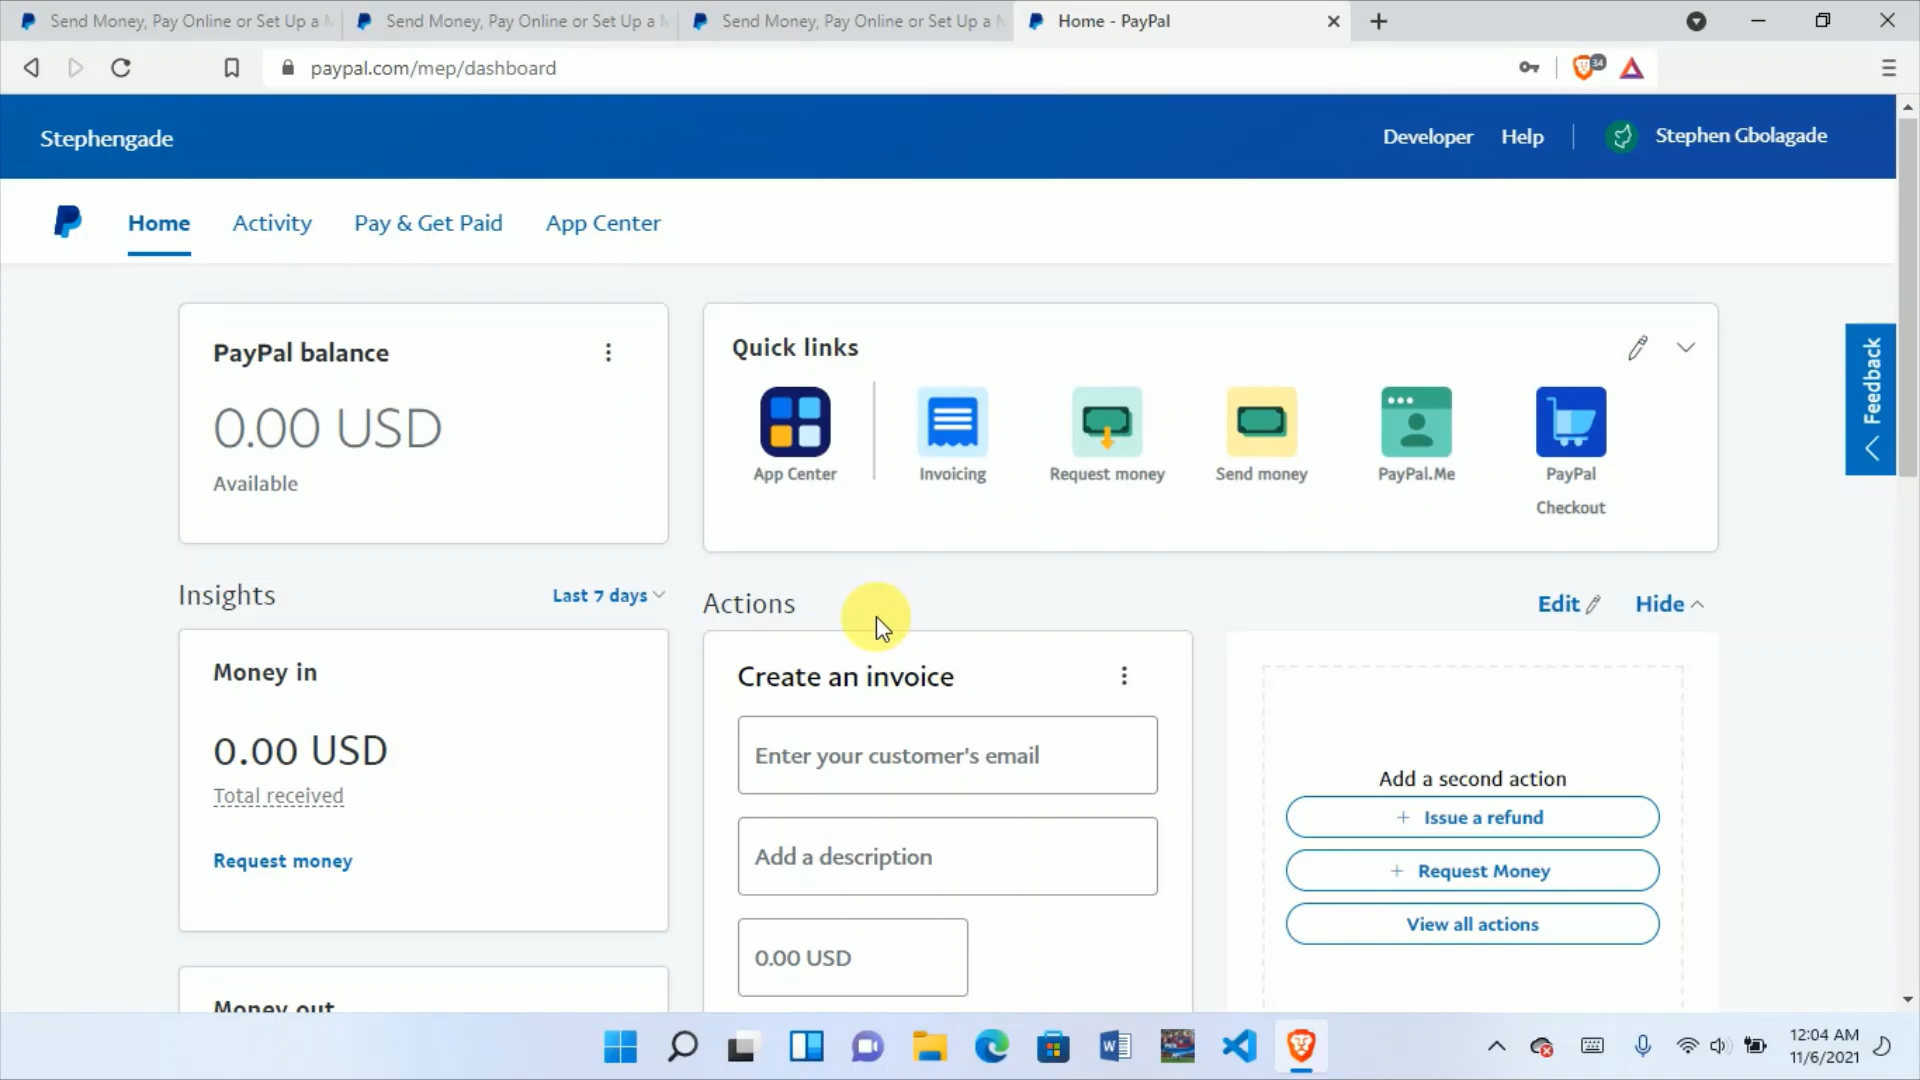 Send Money, Pay Online or Set Up a M
Send Money, Pay Online or Set Up a M
Send Money, Pay Online or Set Up a M
Home - PayPal
paypal.com/mep/dashboard
34
Stephengade
Developer
Help
Stephen Gbolagade
Home
Activity
Pay & Get Paid
App Center
PayPal balance
0.00 USD
Available
Quick links
App Center
Invoicing
Request money
Send money
PayPal.Me
PayPal
Checkout
Feedback
Insights
Last 7 days
Money in
0.00 USD
Total received
Request money
Money out
Actions
Edit
Hide
Create an invoice
Enter your customer's email
Add a description
0.00 USD
Add a second action
+ Issue a refund
+ Request Money
View all actions
12:04 AM
11/6/2021